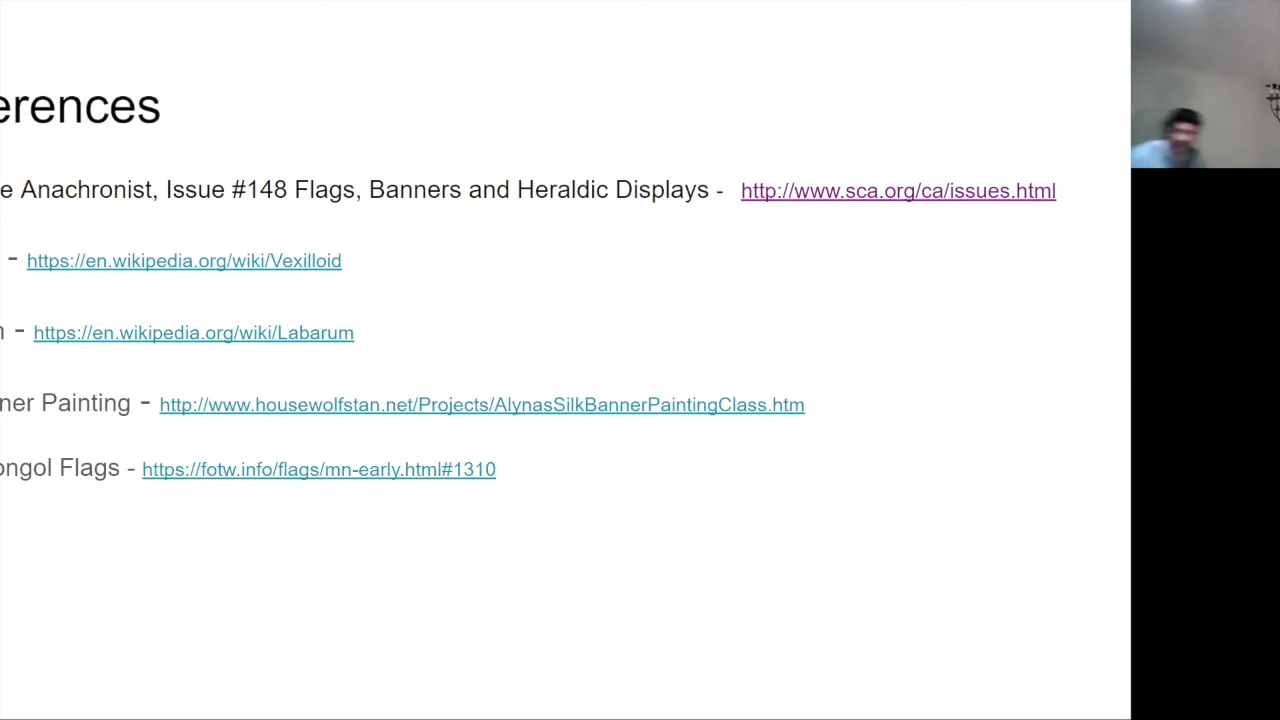 erences
e Anachronist, Issue #148 Flags, Banners and Heraldic Displays - http://www.sca.org/ca/issues.html
- https://en.wikipedia.org/wiki/Vexilloid
- https://en.wikipedia.org/wiki/Labarum
ner Painting - http://www.housewolfstan.net/Projects/AlynasSilkBannerPaintingClass.htm
ongol Flags - https://fotw.info/flags/mn-early.html#1310